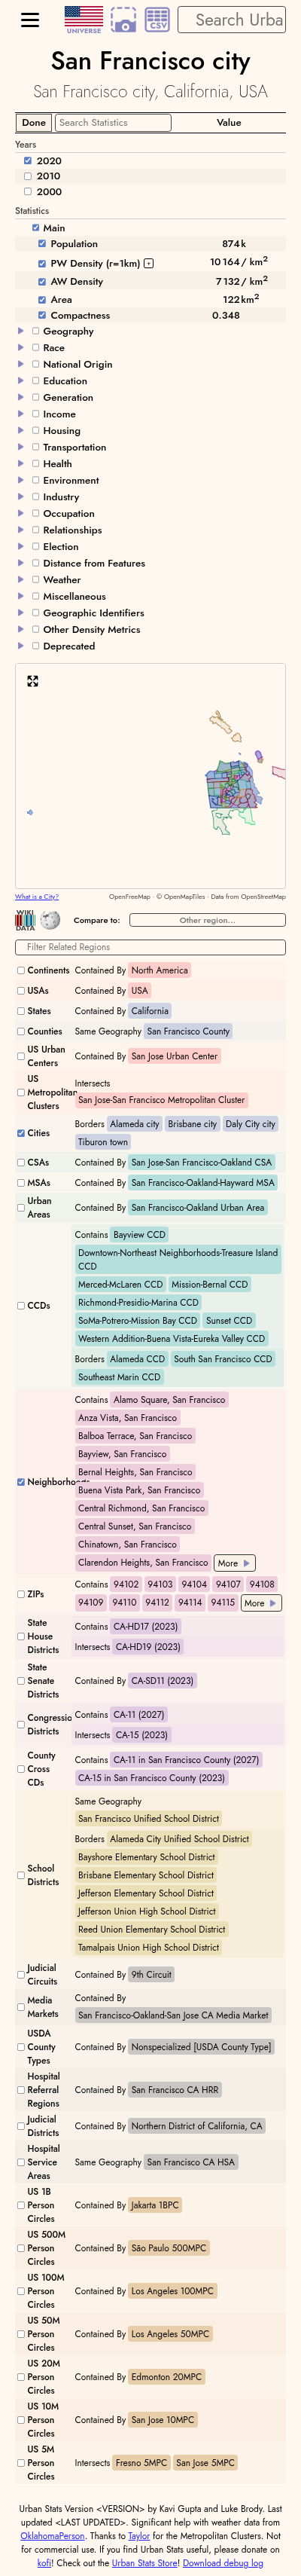 UNIVERSE
CSV
Search Urba
San Francisco city
San Francisco city, California, USA
Done Search Statistics Value
Years
2020
2010
2000
Statistics
Main
Population 874k
PW Density (r=1km) + 10 164 / km2
AW Density 7 132 / km2
Area 122 km2
Compactness 0.348
Geography
Race
National Origin
Education
Generation
Income
Housing
Transportation
Health
Environment
Industry
Occupation
Relationships
Election
Distance from Features
Weather
Miscellaneous
Geographic Identifiers
Other Density Metrics
Deprecated
What is a City? OpenFreeMap · © OpenMapTiles · Data from OpenStreetMap
WIKI DATA Compare to: Other region...
Filter Related Regions
Continents Contained By North America
USAs Contained By USA
States Contained By California
Counties Same Geography San Francisco County
US Urban Centers Contained By San Jose Urban Center
US Metropolitan Clusters Intersects San Jose-San Francisco Metropolitan Cluster
Cities Borders Alameda city Brisbane city Daly City city
Tiburon town
CSAs Contained By San Jose-San Francisco-Oakland CSA
MSAs Contained By San Francisco-Oakland-Hayward MSA
Urban Areas Contained By San Francisco-Oakland Urban Area
CCDs Contains Bayview CCD
Downtown-Northeast Neighborhoods-Treasure Island CCD
Merced-McLaren CCD Mission-Bernal CCD
Richmond-Presidio-Marina CCD
SoMa-Potrero-Mission Bay CCD Sunset CCD
Western Addition-Buena Vista-Eureka Valley CCD
Borders Alameda CCD South San Francisco CCD
Southeast Marin CCD
Neighborhoods Contains Alamo Square, San Francisco
Anza Vista, San Francisco
Balboa Terrace, San Francisco
Bayview, San Francisco
Bernal Heights, San Francisco
Buena Vista Park, San Francisco
Central Richmond, San Francisco
Central Sunset, San Francisco
Chinatown, San Francisco
Clarendon Heights, San Francisco More
ZIPs Contains 94102 94103 94104 94107 94108
94109 94110 94112 94114 94115 More
State House Districts Contains CA-HD17 (2023)
Intersects CA-HD19 (2023)
State Senate Districts Contained By CA-SD11 (2023)
Congressio Districts Contains CA-11 (2027)
Intersects CA-15 (2023)
County Cross CDs Contains CA-11 in San Francisco County (2027)
CA-15 in San Francisco County (2023)
School Districts Same Geography
San Francisco Unified School District
Borders Alameda City Unified School District
Bayshore Elementary School District
Brisbane Elementary School District
Jefferson Elementary School District
Jefferson Union High School District
Reed Union Elementary School District
Tamalpais Union High School District
Judicial Circuits Contained By 9th Circuit
Media Markets Contained By
San Francisco-Oakland-San Jose CA Media Market
USDA County Types Contained By Nonspecialized [USDA County Type]
Hospital Referral Regions Contained By San Francisco CA HRR
Judicial Districts Contained By Northern District of California, CA
Hospital Service Areas Same Geography San Francisco CA HSA
US 1B Person Circles Contained By Jakarta 1BPC
US 500M Person Circles Contained By São Paulo 500MPC
US 100M Person Circles Contained By Los Angeles 100MPC
US 50M Person Circles Contained By Los Angeles 50MPC
US 20M Person Circles Contained By Edmonton 20MPC
US 10M Person Circles Contained By San Jose 10MPC
US 5M Person Circles Intersects Fresno 5MPC San Jose 5MPC
Urban Stats Version <VERSION> by Kavi Gupta and Luke Brody. Last
updated <LAST UPDATED>. Significant help with weather data from
OklahomaPerson. Thanks to Taylor for the Metropolitan Clusters. Not
for commercial use. If you find Urban Stats useful, please donate on
kofi! Check out the Urban Stats Store! Download debug log